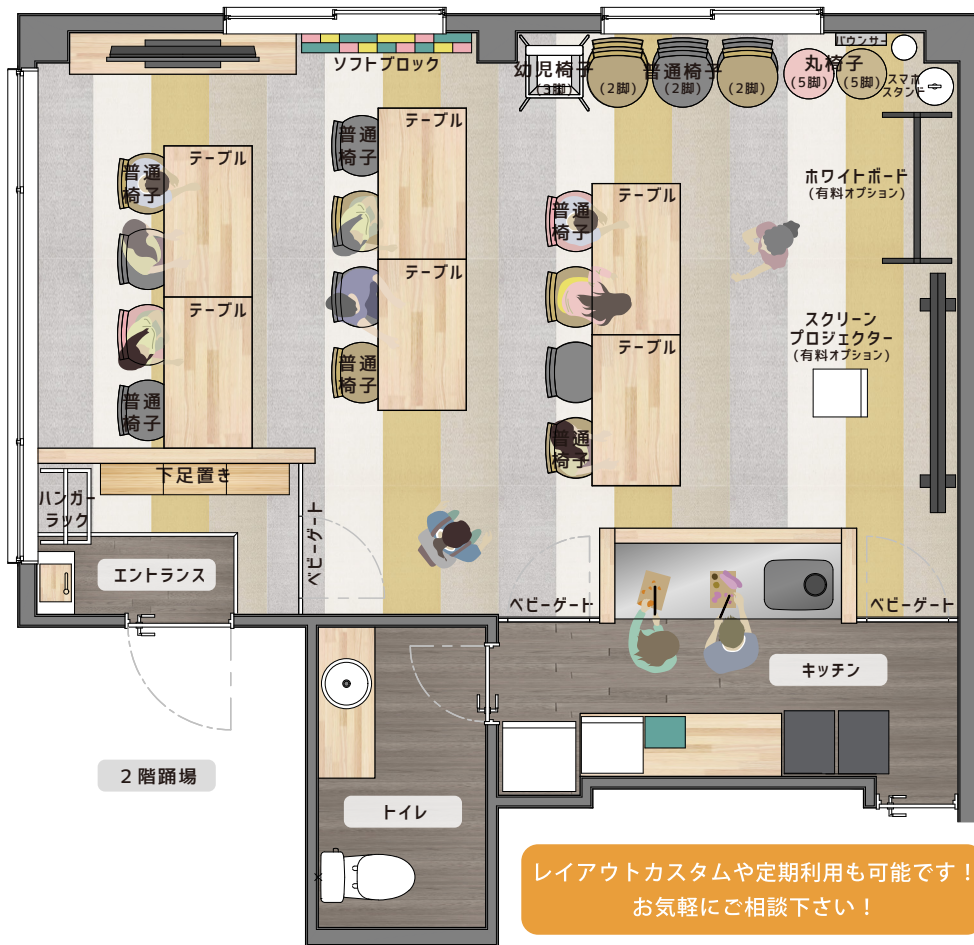 ソフトブロック
幼児椅子
(3脚)
(2脚)
普通椅子
(2脚)
(2脚)
丸椅子
(5脚)
(5脚)
バウンサー
スマホ
スタンド
テーブル
テーブル
テーブル
テーブル
テーブル
テーブル
普通
椅子
普通
椅子
普通
椅子
普通
椅子
普通
椅子
普通
椅子
ホワイトボード
(有料オプション)
スクリーン
プロジェクター
(有料オプション)
下足置き
ハンガー
ラック
エントランス
ベビーゲート
ベビーゲート
ベビーゲート
キッチン
2階踊場
トイレ
レイアウトカスタムや定期利用も可能です!
お気軽にご相談下さい!